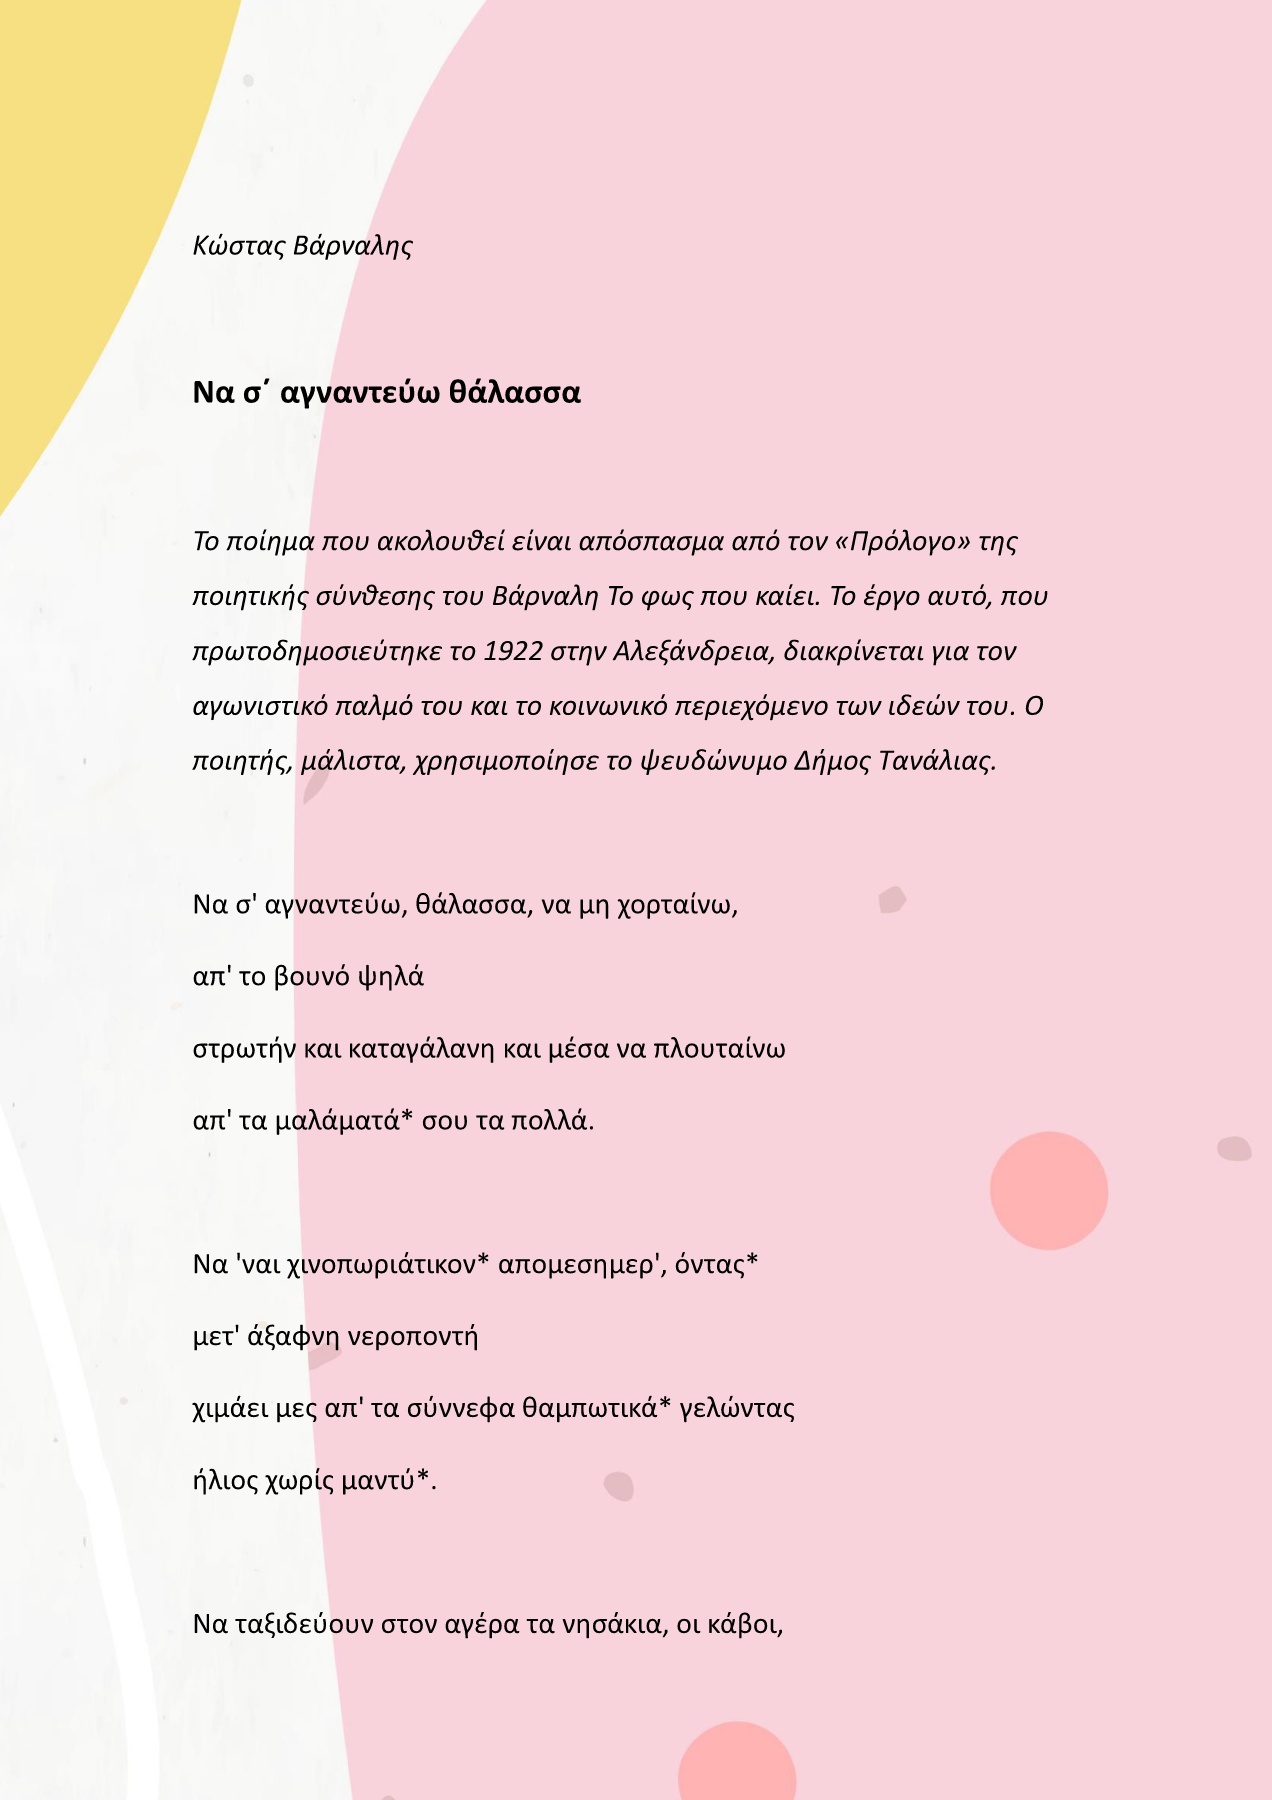 Κώστας Βάρναλης
Να σ΄ αγναντεύω θάλασσα
Το ποίημα που ακολουθεί είναι απόσπασμα από τον «Πρόλογο» της
ποιητικής σύνθεσης του Βάρναλη Το φως που καίει. Το έργο αυτό, που
πρωτοδημοσιεύτηκε το 1922 στην Αλεξάνδρεια, διακρίνεται για τον
αγωνιστικό παλμό του και το κοινωνικό περιεχόμενο των ιδεών του. Ο
ποιητής, μάλιστα, χρησιμοποίησε το ψευδώνυμο Δήμος Τανάλιας.
Να σ' αγναντεύω, θάλασσα, να μη χορταίνω,
απ' το βουνό ψηλά
στρωτήν και καταγάλανη και μέσα να πλουταίνω
απ' τα μαλάματά* σου τα πολλά.
Να 'ναι χινοπωριάτικον* απομεσημερ', όντας*
μετ' άξαφνη νεροποντή
χιμάει μες απ' τα σύννεφα θαμπωτικά* γελώντας
ήλιος χωρίς μαντύ*.
Να ταξιδεύουν στον αγέρα τα νησάκια, οι κάβοι,